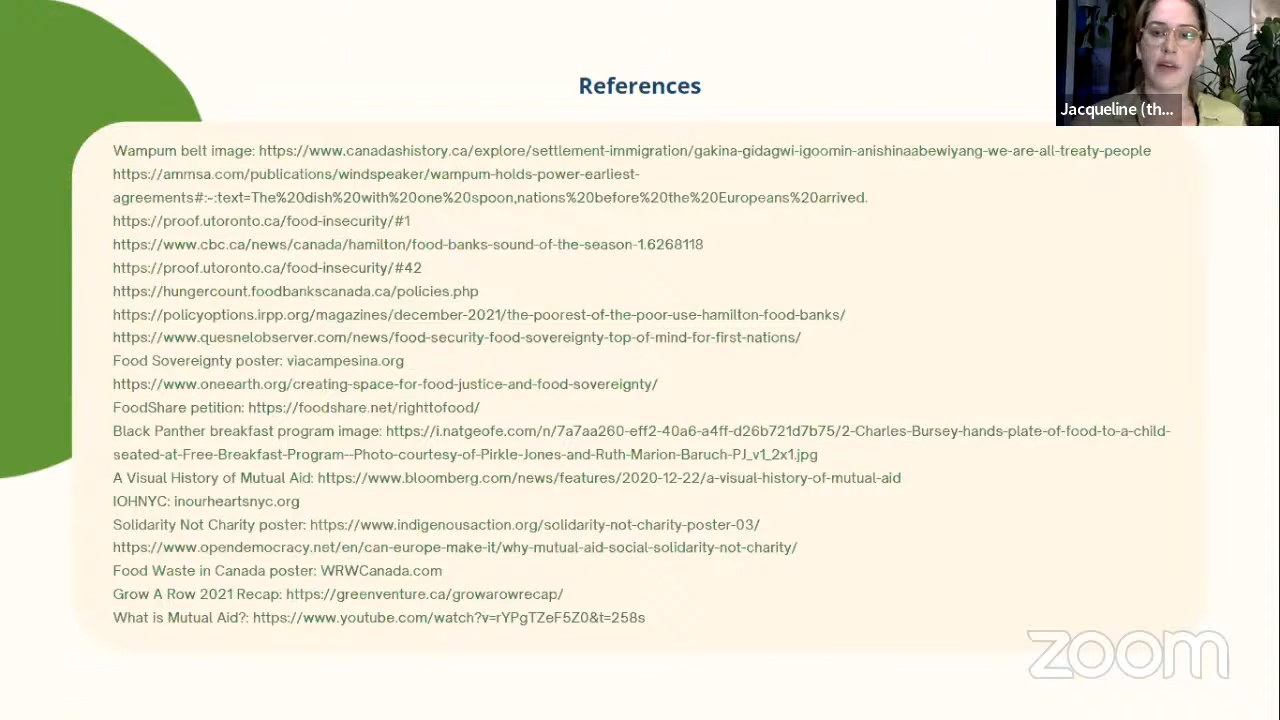 References
Jacqueline (th...
Wampum belt image: https://www.canadashistory.ca/explore/settlement-immigration/gakina-gidagwi-igoomin-anishinaabewiyang-we-are-all-treaty-people
https://ammsa.com/publications/windspeaker/wampum-holds-power-earliest-
agreements#:~:text=The%20dish%20with%20one%20spoon,nations%20before%20the%20Europeans%20arrived.
https://proof.utoronto.ca/food-insecurity/#1
https://www.cbc.ca/news/canada/hamilton/food-banks-sound-of-the-season-1.6268118
https://proof.utoronto.ca/food-insecurity/#42
https://hungercount.foodbankscanada.ca/policies.php
https://policyoptions.irpp.org/magazines/december-2021/the-poorest-of-the-poor-use-hamilton-food-banks/
https://www.quesnelobserver.com/news/food-security-food-sovereignty-top-of-mind-for-first-nations/
Food Sovereignty poster: viacampesina.org
https://www.oneearth.org/creating-space-for-food-justice-and-food-sovereignty/
FoodShare petition: https://foodshare.net/righttofood/
Black Panther breakfast program image: https://i.natgeofe.com/n/7a7aa260-eff2-40a6-a4ff-d26b721d7b75/2-Charles-Bursey-hands-plate-of-food-to-a-child-
seated-at-Free-Breakfast-Program--Photo-courtesy-of-Pirkle-Jones-and-Ruth-Marion-Baruch-PJ_v1_2x1.jpg
A Visual History of Mutual Aid: https://www.bloomberg.com/news/features/2020-12-22/a-visual-history-of-mutual-aid
IOHNYC: inourheartsnyc.org
Solidarity Not Charity poster: https://www.indigenousaction.org/solidarity-not-charity-poster-03/
https://www.opendemocracy.net/en/can-europe-make-it/why-mutual-aid-social-solidarity-not-charity/
Food Waste in Canada poster: WRWCanada.com
Grow A Row 2021 Recap: https://greenventure.ca/growarowrecap/
What is Mutual Aid?: https://www.youtube.com/watch?v=rYPgTZeF5Z0&t=258s
zoom